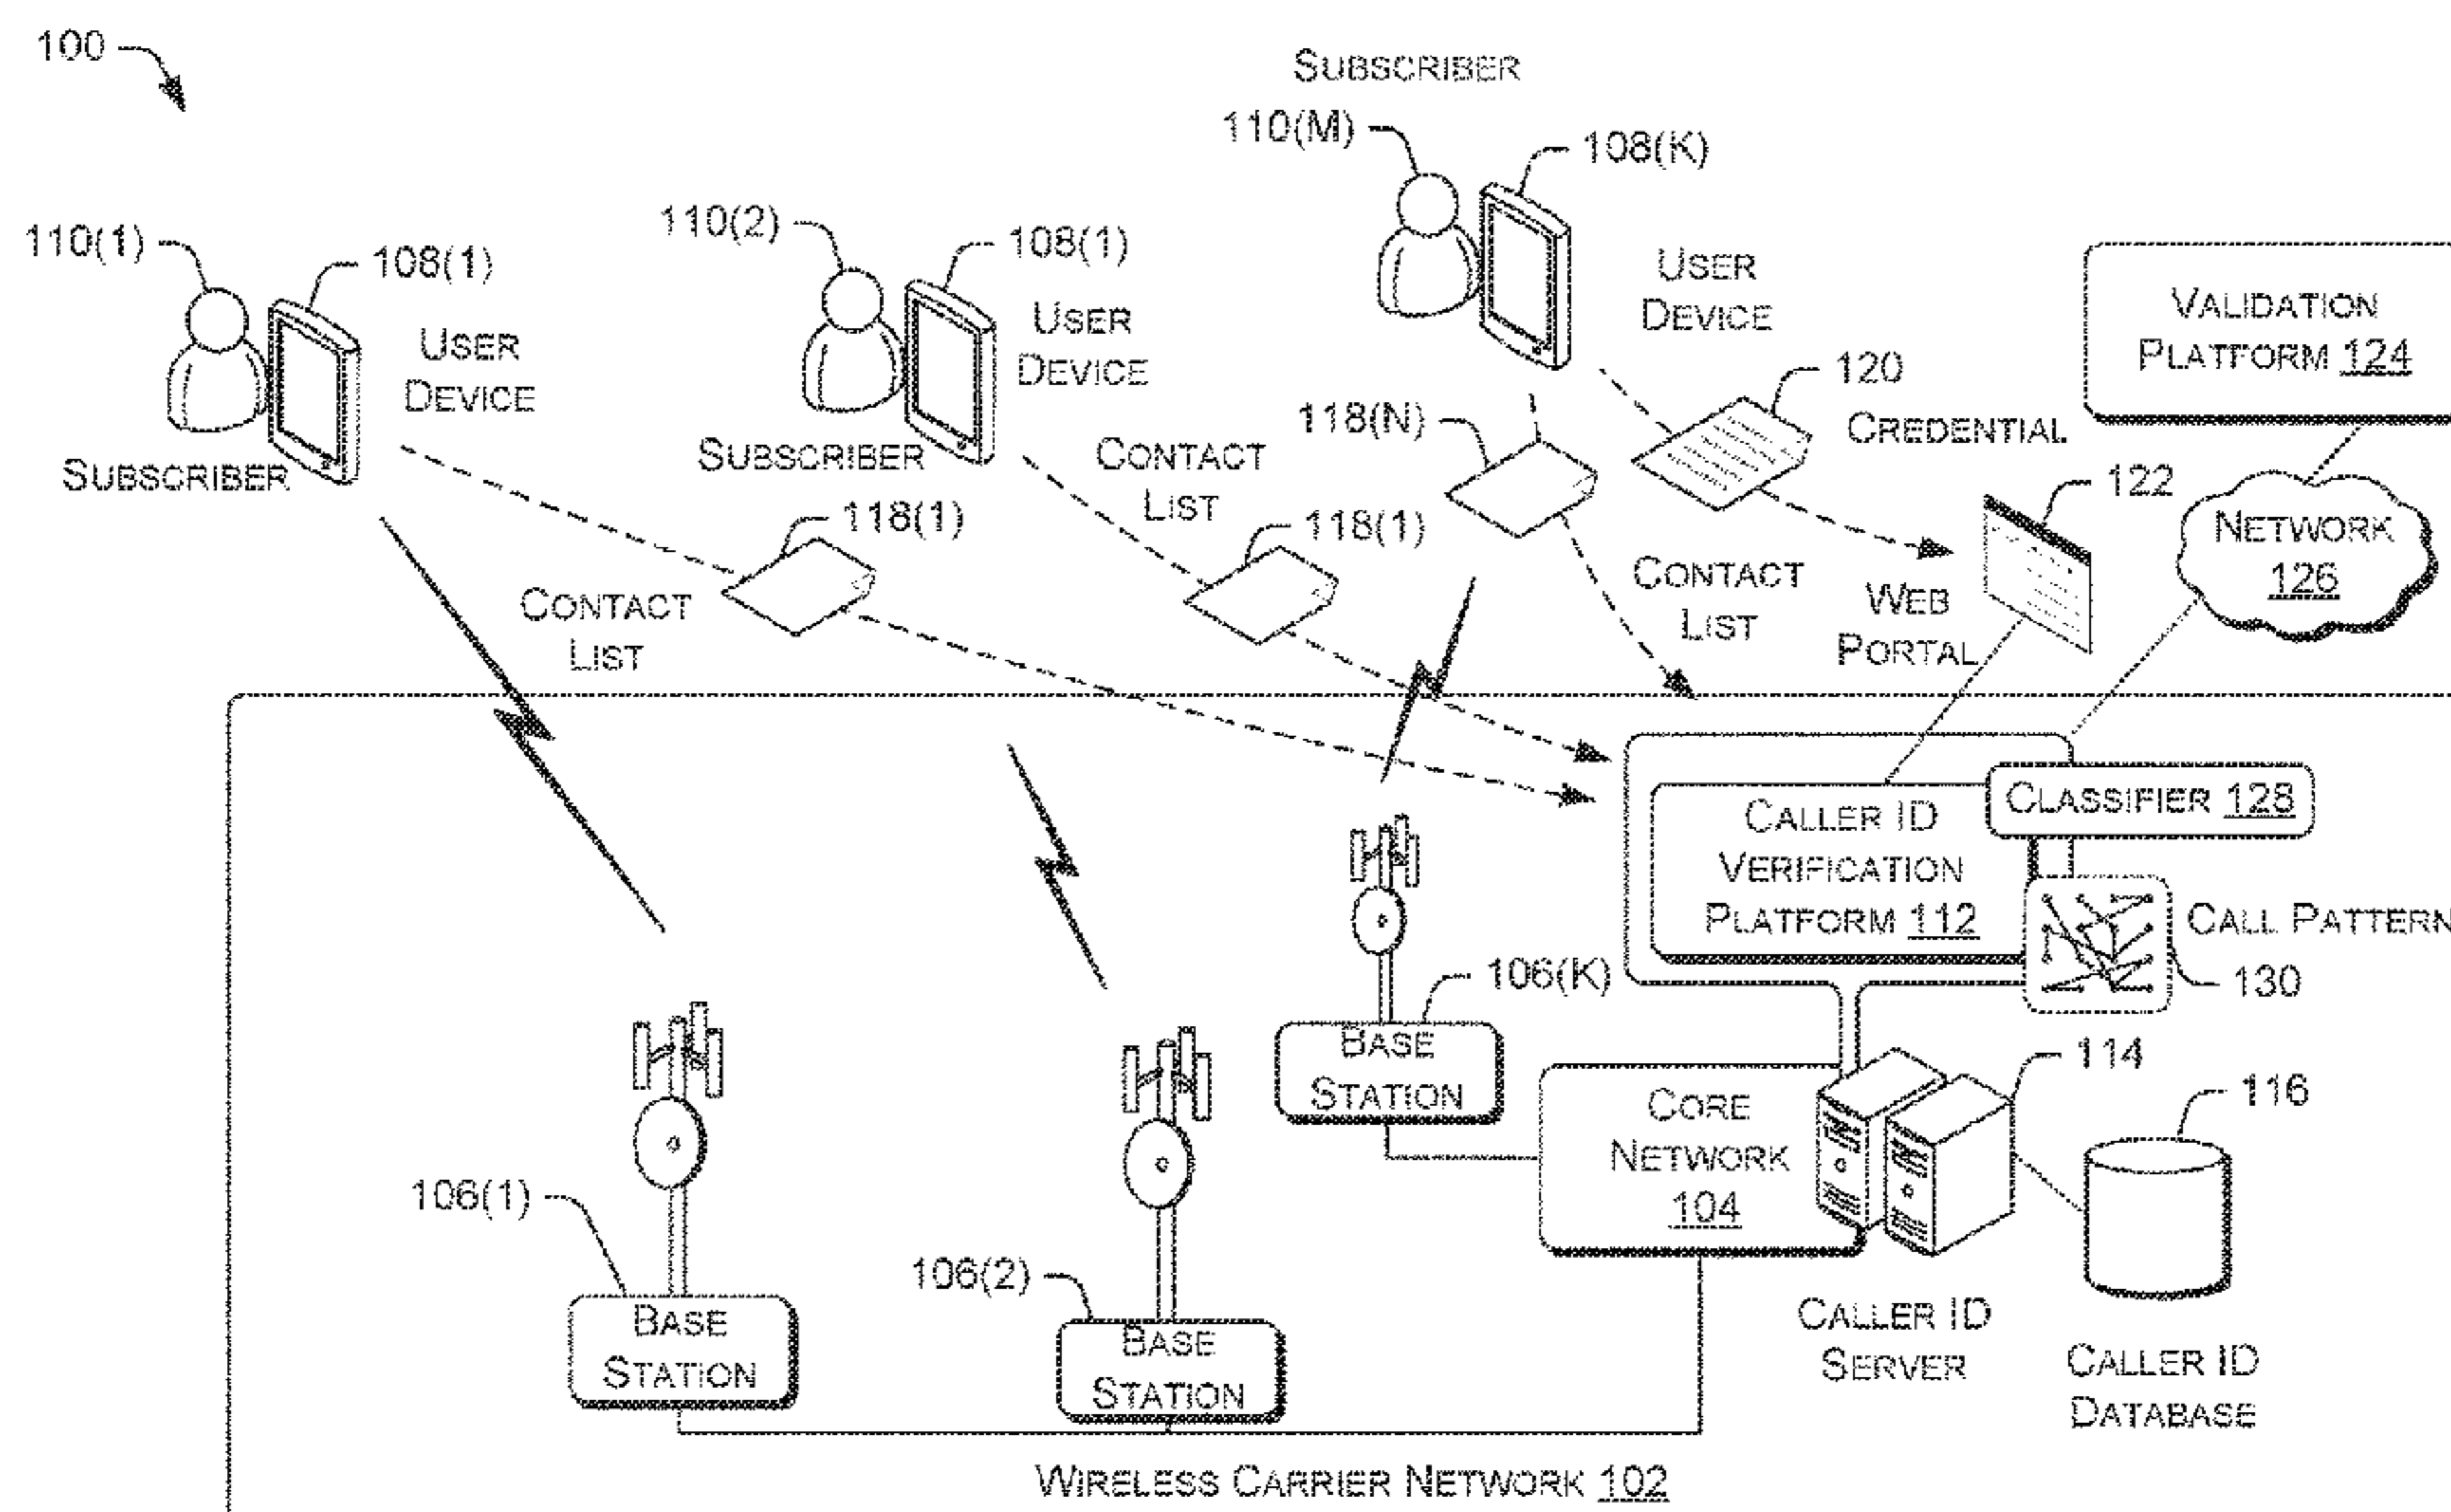 100
SUBSCRIBER
110(M)
108(K)
110(1)
108(1)
USER
DEVICE
SUBSCRIBER
110(2)
108(1)
USER
DEVICE
SUBSCRIBER
USER
DEVICE
VALIDATION
PLATFORM 124
118(N)
120
CREDENTIAL
CONTACT
LIST
118(1)
118(1)
CONTACT
LIST
CONTACT
LIST
122
WEB
PORTAL
NETWORK
126
CALLER ID
VERIFICATION
PLATFORM 112
CLASSIFIER 128
CALL PATTERN
130
106(K)
BASE
STATION
106(1)
BASE
STATION
106(2)
BASE
STATION
CORE
NETWORK
104
114
CALLER ID
SERVER
116
CALLER ID
DATABASE
WIRELESS CARRIER NETWORK 102